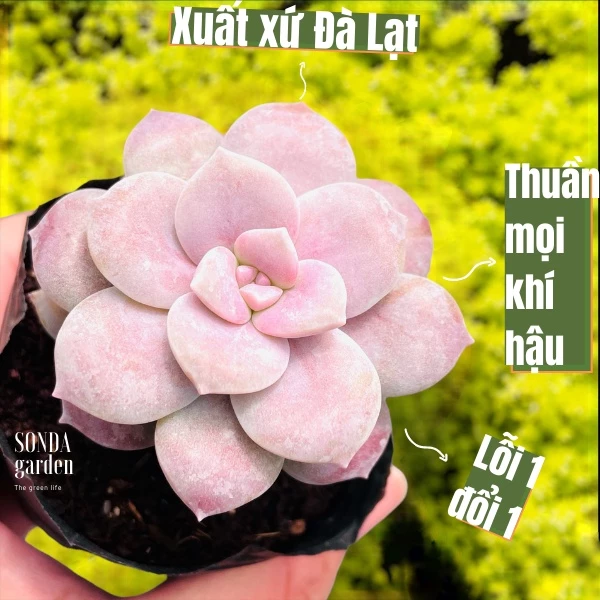 Xuất xứ Đà Lạt
Thuần
mọi
khí
hậu
Lỗi 1
đổi 1
SONDA
garden
The green life